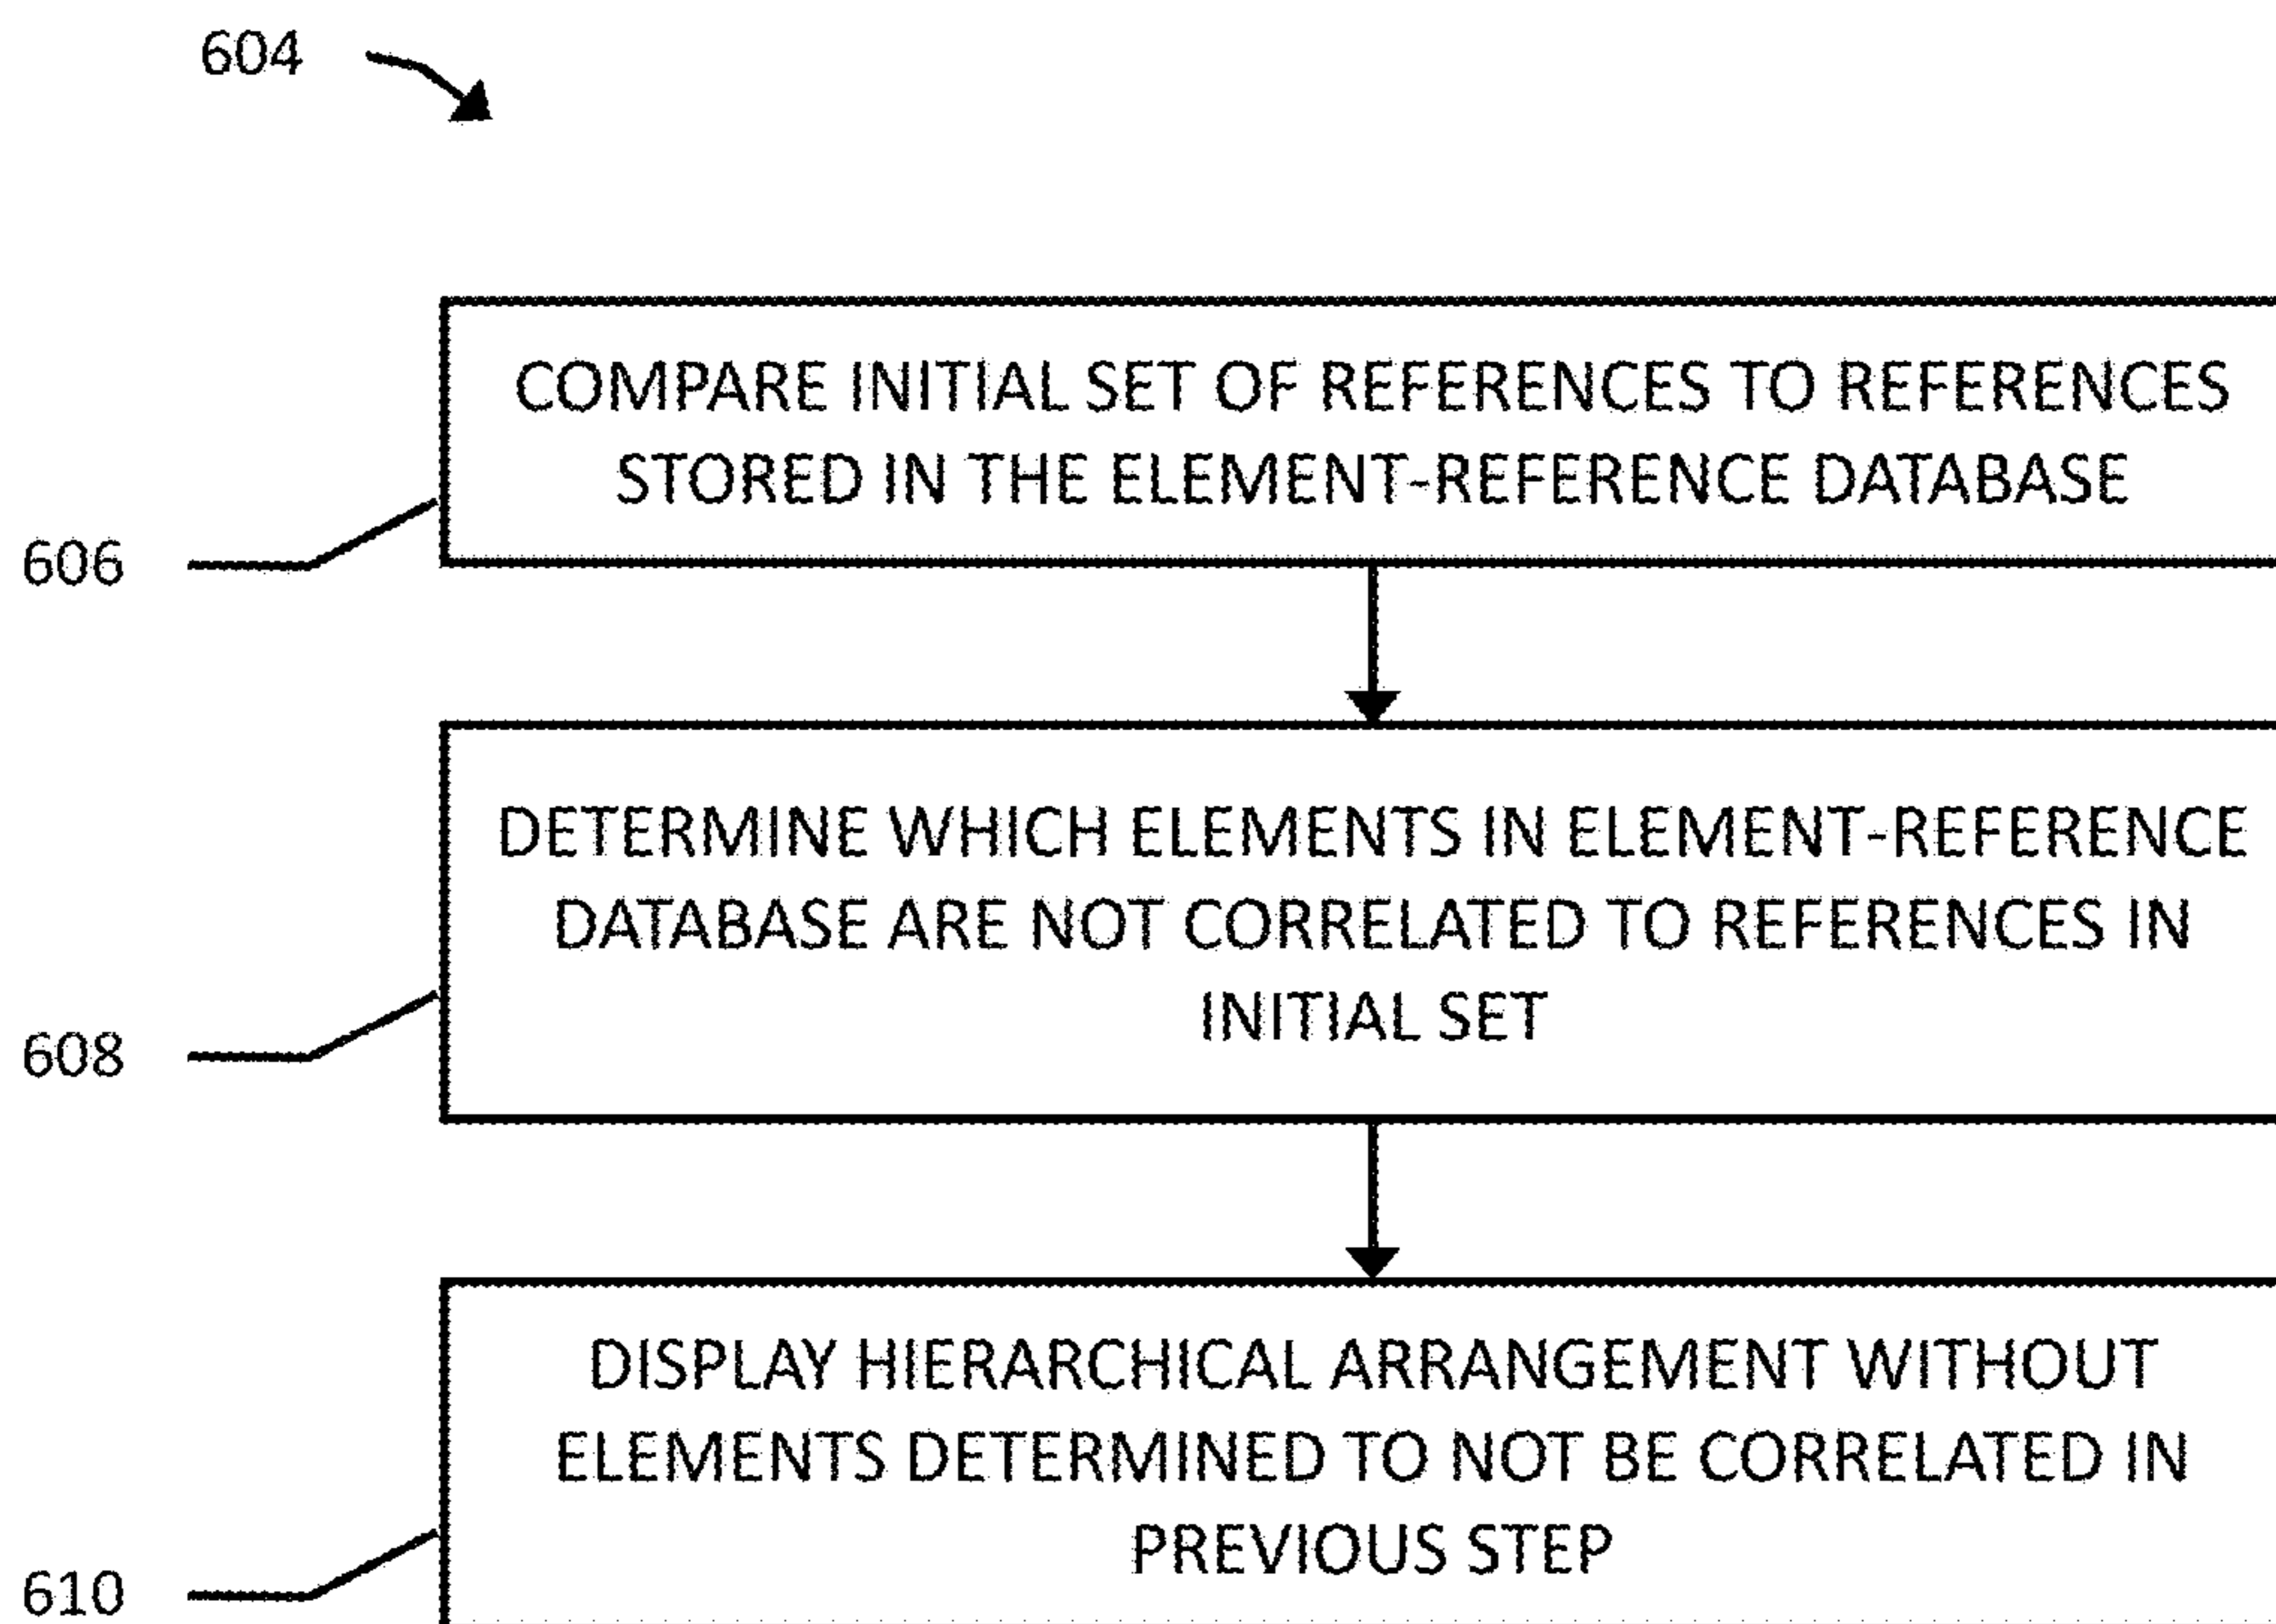 604
COMPARE INITIAL SET OF REFERENCES TO REFERENCES
STORED IN THE ELEMENT-REFERENCE DATABASE
606
DETERMINE WHICH ELEMENTS IN ELEMENT-REFERENCE
DATABASE ARE NOT CORRELATED TO REFERENCES IN
INITIAL SET
608
DISPLAY HIERARCHICAL ARRANGEMENT WITHOUT
ELEMENTS DETERMINED TO NOT BE CORRELATED IN
PREVIOUS STEP
610